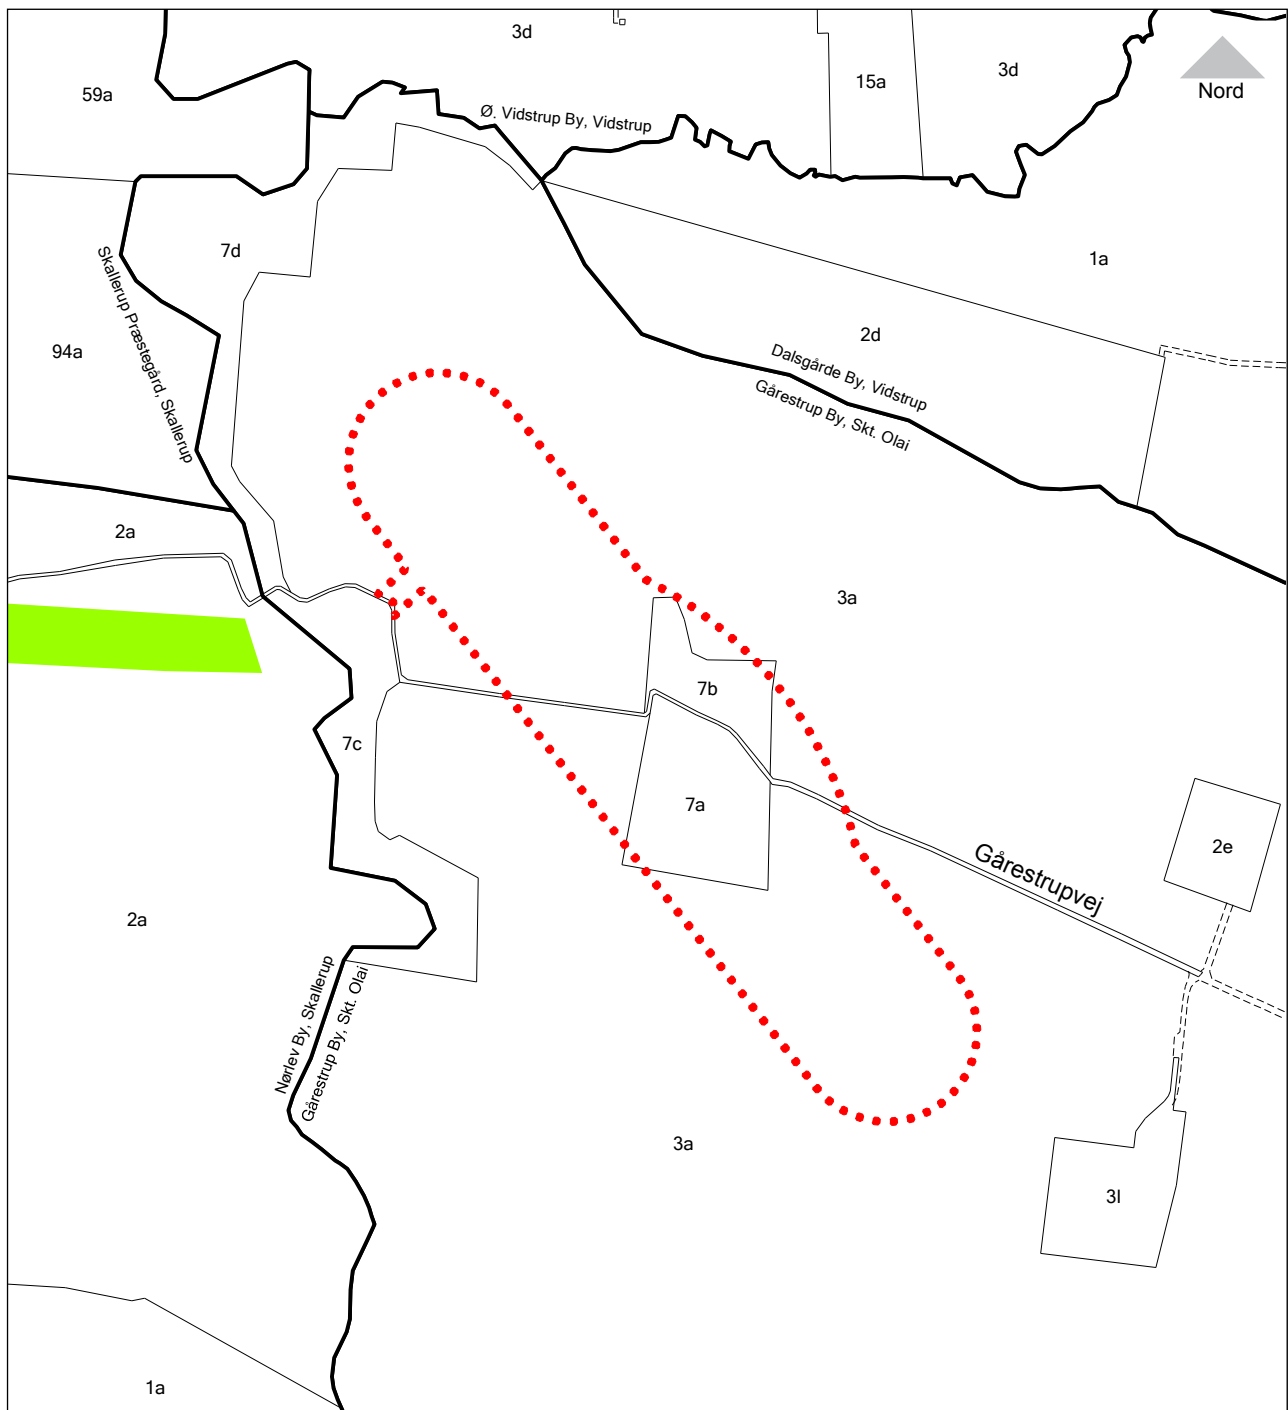 3d
59a
15a
3d
Nord
Ø. Vidstrup By, Vidstrup
7d
1a
Skallerup Præstegård, Skallerup
94a
2d
Dalsgårde By, Vidstrup
Gårestrup By, Skt. Olai
2a
3a
7b
7c
7a
2e
Gårestrupvej
2a
Nørlev By, Skallerup
Gårestrup By, Skt. Olai
3a
3l
1a